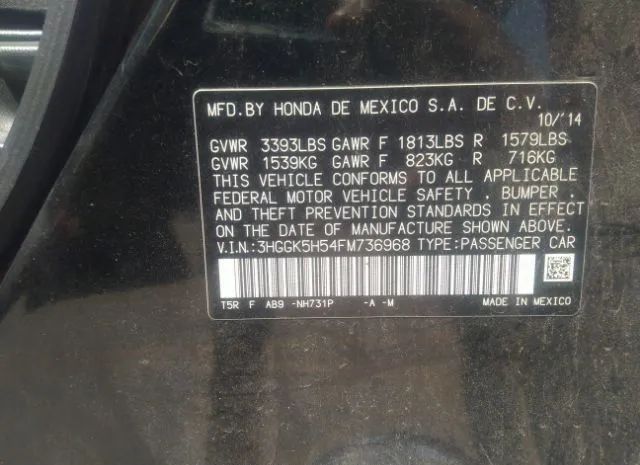 MFD.BY HONDA DE MEXICO S.A. DE C.V.
10/'14
GVWR 3393LBS GAWR F 1813LBS R 1579LBS
GVWR 1539KG GAWR F 823KG R 716KG
THIS VEHICLE CONFORMS TO ALL APPLICABLE
FEDERAL MOTOR VEHICLE SAFETY , BUMPER ,
AND THEFT PREVENTION STANDARDS IN EFFECT
ON THE DATE OF MANUFACTURE SHOWN ABOVE.
V.I.N.:3HGGK5H54FM736968 TYPE:PASSENGER CAR
T5R F AB9 -NH731P -A -M MADE IN MEXICO